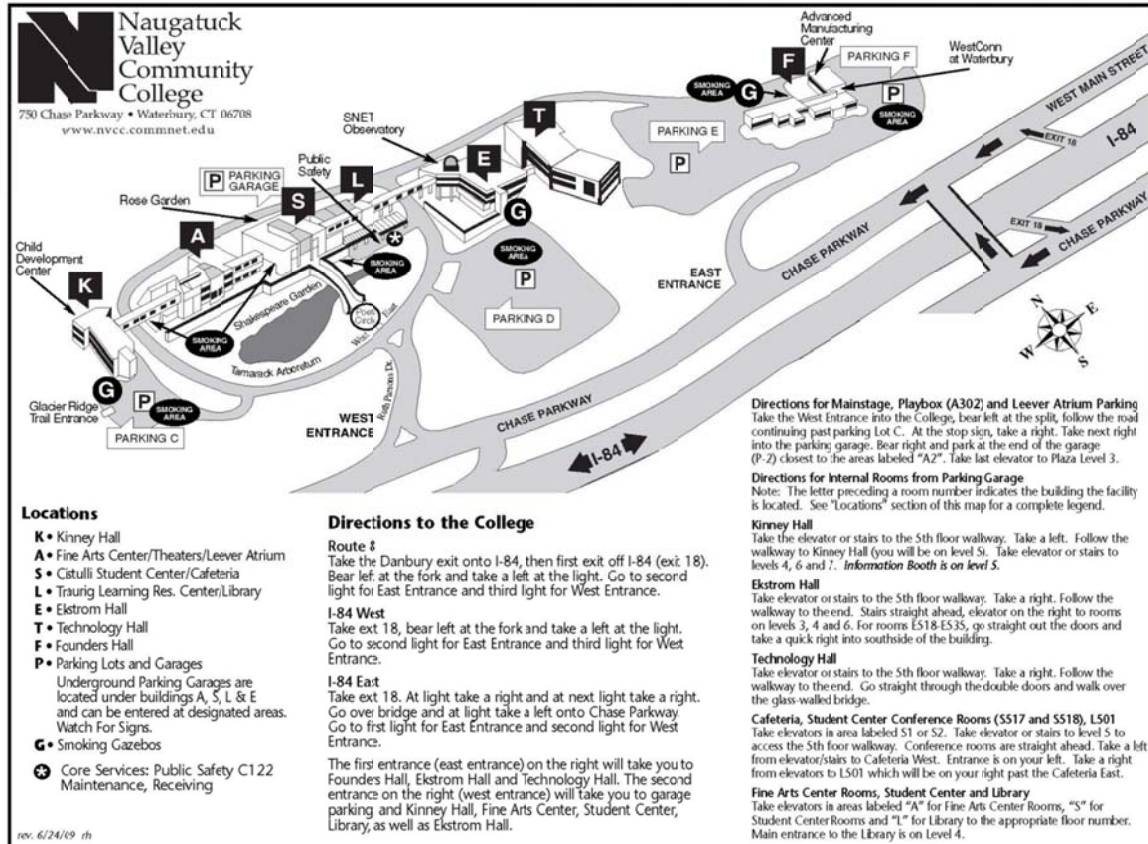 Naugatuck
Valley
Community
College
750 Chase Parkway • Waterbury, CT 06708
www.nvcc.commnet.edu
Advanced
Manufacturing
Center
WestConn
at Waterbury
PARKING F
F
SMOKING AREA
G
P
SMOKING AREA
WEST MAIN STREET
EXIT 18
I-84
PARKING E
P
T
SNET
Observatory
E
Public
Safety
L
P PARKING GARAGE
S
Rose Garden
A
Child
Development
Center
K
G
SMOKING AREA
P
SMOKING AREA
PARKING D
EAST
ENTRANCE
CHASE PARKWAY
EXIT 18
CHASE PARKWAY
N
E
W
S
Shakespeare Garden
SMOKING AREA
Poet Circle
West East
Tamarack Arboretum
Ruth Parsons Dr.
WEST
ENTRANCE
CHASE PARKWAY
I-84
G
Glacier Ridge
Trail Entrance
P
SMOKING AREA
PARKING C
Locations
K • Kinney Hall
A • Fine Arts Center/Theaters/Leever Atrium
S • Cistulli Student Center/Cafeteria
L • Traurig Learning Res. Center/Library
E • Ekstrom Hall
T • Technology Hall
F • Founders Hall
P • Parking Lots and Garages
Underground Parking Garages are
located under buildings A, S, L & E
and can be entered at designated areas.
Watch For Signs.
G • Smoking Gazebos
Core Services: Public Safety C122
Maintenance, Receiving
rev. 6/24/09 rh
Directions to the College
Route 8
Take the Danbury exit onto I-84, then first exit off I-84 (exit 18).
Bear left at the fork and take a left at the light. Go to second
light for East Entrance and third light for West Entrance.
I-84 West
Take ext 18, bear left at the fork and take a left at the light.
Go to second light for East Entrance and third light for West
Entrance.
I-84 East
Take ext 18. At light take a right and at next light take a right.
Go over bridge and at light take a left onto Chase Parkway.
Go to first light for East Entrance and second light for West
Entrance.
The first entrance (east entrance) on the right will take you to
Founders Hall, Ekstrom Hall and Technology Hall. The second
entrance on the right (west entrance) will take you to garage
parking and Kinney Hall, Fine Arts Center, Student Center,
Library, as well as Ekstrom Hall.
Directions for Mainstage, Playbox (A302) and Leever Atrium Parking
Take the West Entrance into the College, bear left at the split, follow the road
continuing past parking Lot C. At the stop sign, take a right. Take next right
into the parking garage. Bear right and park at the end of the garage
(P-2) closest to the areas labeled "A2". Take last elevator to Plaza Level 3.
Directions for Internal Rooms from Parking Garage
Note: The letter preceding a room number indicates the building the facility
is located. See "Locations" section of this map for a complete legend.
Kinney Hall
Take the elevator or stairs to the 5th floor walkway. Take a left. Follow the
walkway to Kinney Hall (you will be on level 5). Take elevator or stairs to
levels 4, 6 and 7. Information Booth is on level 5.
Ekstrom Hall
Take elevator or stairs to the 5th floor walkway. Take a right. Follow the
walkway to the end. Stairs straight ahead, elevator on the right to rooms
on levels 3, 4 and 6. For rooms E518-E535, go straight out the doors and
take a quick right into southside of the building.
Technology Hall
Take elevator or stairs to the 5th floor walkway. Take a right. Follow the
walkway to the end. Go straight through the double doors and walk over
the glass-walled bridge.
Cafeteria, Student Center Conference Rooms (S517 and S518), L501
Take elevators in area labeled S1 or S2. Take elevator or stairs to level 5 to
access the 5th floor walkway. Conference rooms are straight ahead. Take a left
from elevator/stairs to Cafeteria West. Entrance is on your left. Take a right
from elevators to L501 which will be on your right past the Cafeteria East.
Fine Arts Center Rooms, Student Center and Library
Take elevators in areas labeled "A" for Fine Arts Center Rooms, "S" for
Student Center Rooms and "L" for Library to the appropriate floor number.
Main entrance to the Library is on Level 4.